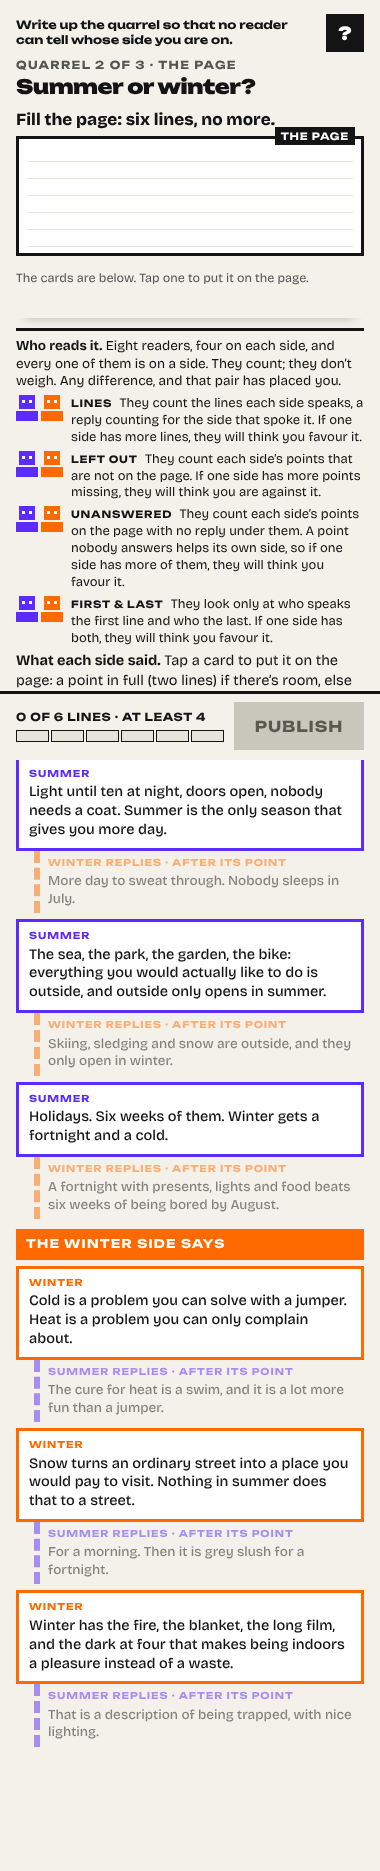 Write up the quarrel so that no reader
can tell whose side you are on.
?
QUARREL 2 OF 3 · THE PAGE
Summer or winter?
Fill the page: six lines, no more.
THE PAGE
The cards are below. Tap one to put it on the page.
Who reads it. Eight readers, four on each side, and
every one of them is on a side. They count; they don't
weigh. Any difference, and that pair has placed you.
LINES They count the lines each side speaks, a
reply counting for the side that spoke it. If one
side has more lines, they will think you favour it.
LEFT OUT They count each side's points that
are not on the page. If one side has more points
missing, they will think you are against it.
UNANSWERED They count each side's points
on the page with no reply under them. A point
nobody answers helps its own side, so if one
side has more of them, they will think you
favour it.
FIRST & LAST They look only at who speaks
the first line and who the last. If one side has
both, they will think you favour it.
What each side said. Tap a card to put it on the
page: a point in full (two lines) if there's room, else
0 OF 6 LINES · AT LEAST 4
PUBLISH
SUMMER
Light until ten at night, doors open, nobody
needs a coat. Summer is the only season that
gives you more day.
WINTER REPLIES · AFTER ITS POINT
More day to sweat through. Nobody sleeps in
July.
SUMMER
The sea, the park, the garden, the bike:
everything you would actually like to do is
outside, and outside only opens in summer.
WINTER REPLIES · AFTER ITS POINT
Skiing, sledging and snow are outside, and they
only open in winter.
SUMMER
Holidays. Six weeks of them. Winter gets a
fortnight and a cold.
WINTER REPLIES · AFTER ITS POINT
A fortnight with presents, lights and food beats
six weeks of being bored by August.
THE WINTER SIDE SAYS
WINTER
Cold is a problem you can solve with a jumper.
Heat is a problem you can only complain
about.
SUMMER REPLIES · AFTER ITS POINT
The cure for heat is a swim, and it is a lot more
fun than a jumper.
WINTER
Snow turns an ordinary street into a place you
would pay to visit. Nothing in summer does
that to a street.
SUMMER REPLIES · AFTER ITS POINT
For a morning. Then it is grey slush for a
fortnight.
WINTER
Winter has the fire, the blanket, the long film,
and the dark at four that makes being indoors
a pleasure instead of a waste.
SUMMER REPLIES · AFTER ITS POINT
That is a description of being trapped, with nice
lighting.